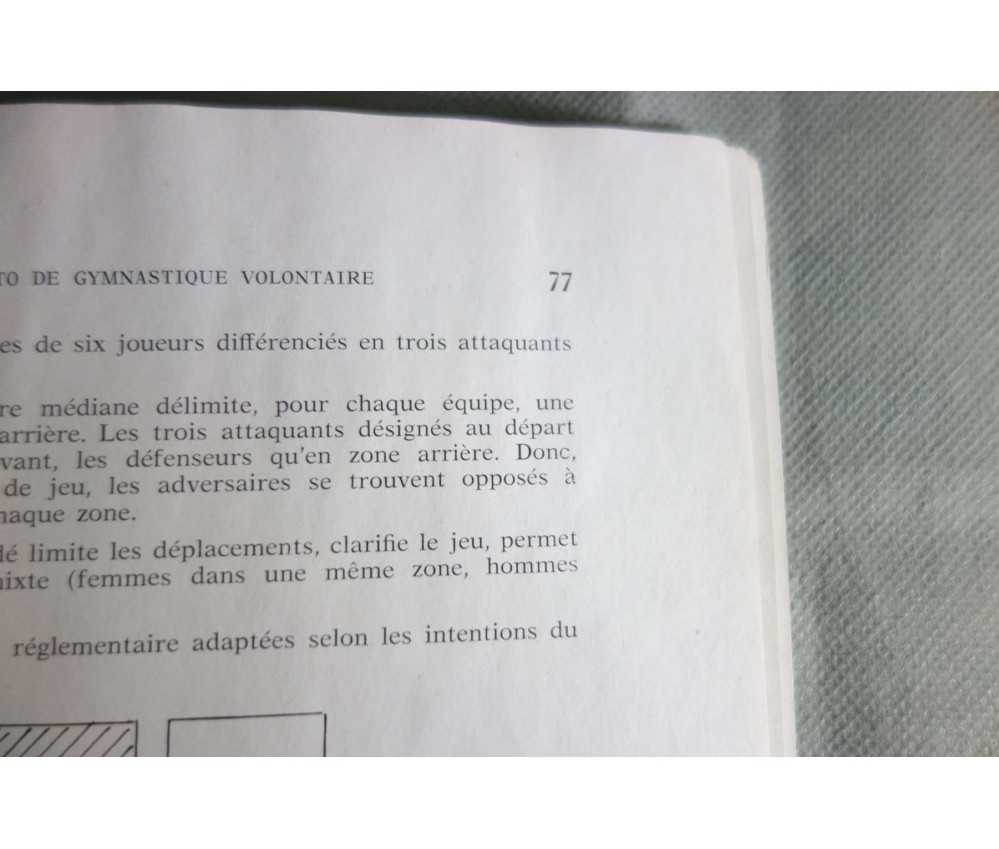 TO DE GYMNASTIQUE VOLONTAIRE 77
es de six joueurs différenciés en trois attaquants
re médiane délimite, pour chaque équipe, une
arrière. Les trois attaquants désignés au départ
vant, les défenseurs qu'en zone arrière. Donc,
de jeu, les adversaires se trouvent opposés à
haque zone.
dé limite les déplacements, clarifie le jeu, permet
mixte (femmes dans une même zone, hommes
réglementaire adaptées selon les intentions du